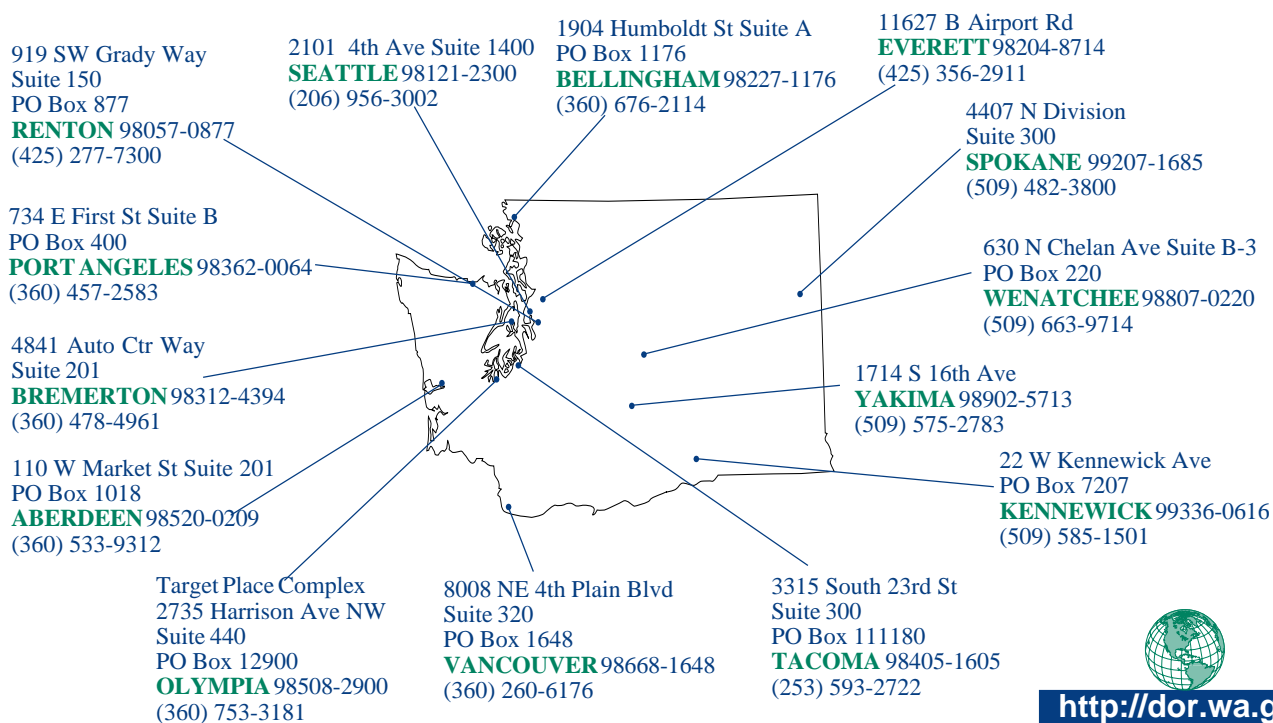 919 SW Grady Way
Suite 150
PO Box 877
RENTON 98057-0877
(425) 277-7300
2101 4th Ave Suite 1400
SEATTLE 98121-2300
(206) 956-3002
1904 Humboldt St Suite A
PO Box 1176
BELLINGHAM 98227-1176
(360) 676-2114
11627 B Airport Rd
EVERETT 98204-8714
(425) 356-2911
4407 N Division
Suite 300
SPOKANE 99207-1685
(509) 482-3800
734 E First St Suite B
PO Box 400
PORT ANGELES 98362-0064
(360) 457-2583
630 N Chelan Ave Suite B-3
PO Box 220
WENATCHEE 98807-0220
(509) 663-9714
4841 Auto Ctr Way
Suite 201
BREMERTON 98312-4394
(360) 478-4961
1714 S 16th Ave
YAKIMA 98902-5713
(509) 575-2783
110 W Market St Suite 201
PO Box 1018
ABERDEEN 98520-0209
(360) 533-9312
22 W Kennewick Ave
PO Box 7207
KENNEWICK 99336-0616
(509) 585-1501
Target Place Complex
2735 Harrison Ave NW
Suite 440
PO Box 12900
OLYMPIA 98508-2900
(360) 753-3181
8008 NE 4th Plain Blvd
Suite 320
PO Box 1648
VANCOUVER 98668-1648
(360) 260-6176
3315 South 23rd St
Suite 300
PO Box 111180
TACOMA 98405-1605
(253) 593-2722
http://dor.wa.g